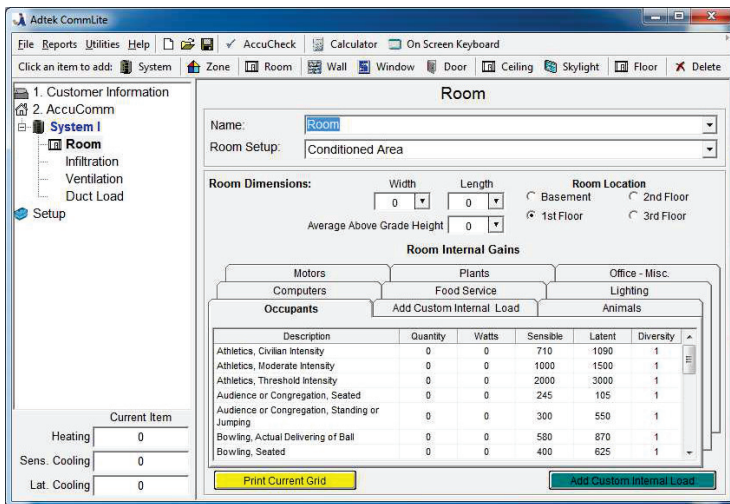 Adtek CommLite
File Reports Utilities Help AccuCheck Calculator On Screen Keyboard
Click an item to add: System Zone Room Wall Window Door Ceiling Skylight Floor Delete
1. Customer Information
2. AccuComm
System I
Room
Infiltration
Ventilation
Duct Load
Setup
Room
Name: Room
Room Setup: Conditioned Area
Room Dimensions: Width Length Room Location
0 0 Basement 2nd Floor
Average Above Grade Height 0 1st Floor 3rd Floor
Room Internal Gains
Motors Plants Office - Misc.
Computers Food Service Lighting
Occupants Add Custom Internal Load Animals
Description Quantity Watts Sensible Latent Diversity
Athletics, Civilian Intensity 0 0 710 1090 1
Athletics, Moderate Intensity 0 0 1000 1500 1
Athletics, Threshold Intensity 0 0 2000 3000 1
Audience or Congregation, Seated 0 0 245 105 1
Audience or Congregation, Standing or
Jumping 0 0 300 550 1
Bowling, Actual Delivering of Ball 0 0 580 870 1
Bowling, Seated 0 0 400 625 1
Current Item
Heating 0
Sens. Cooling 0
Lat. Cooling 0
Print Current Grid Add Custom Internal Load